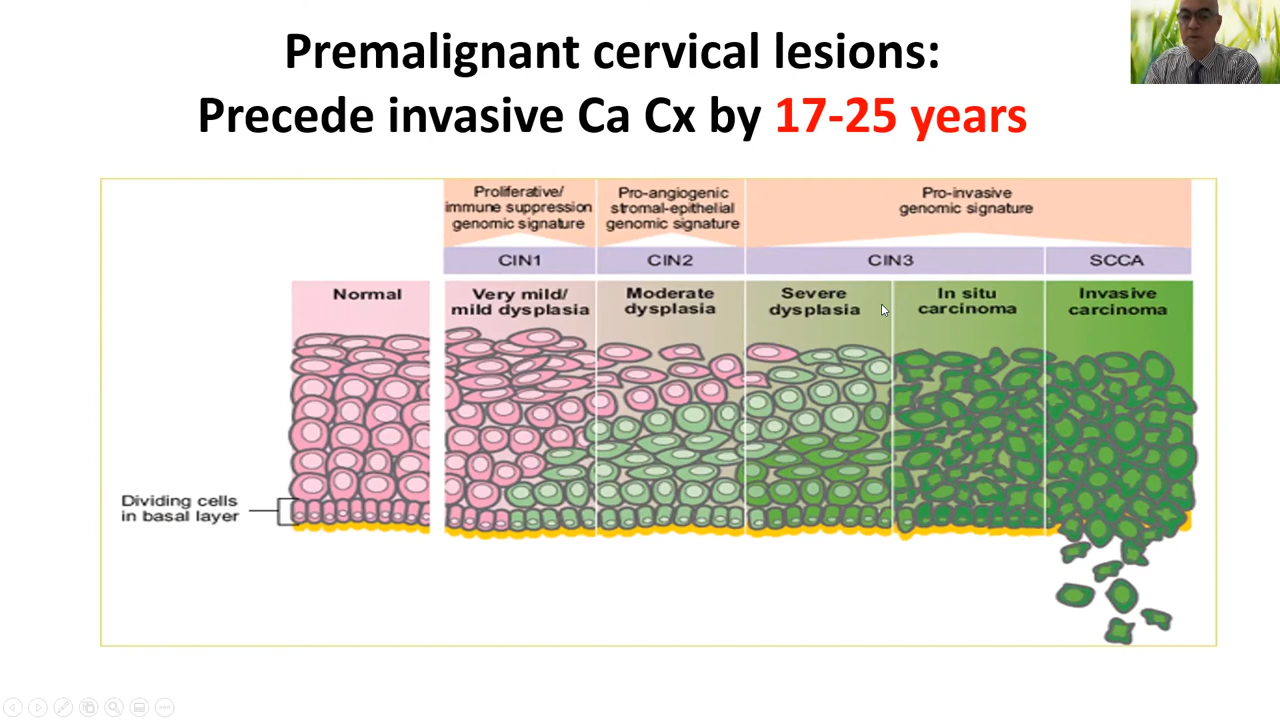 Premalignant cervical lesions:
Precede invasive Ca Cx by 17-25 years
Proliferative/
immune suppression
genomic signature
Pro-angiogenic
stromal-epithelial
genomic signature
Pro-invasive
genomic signature
CIN1
CIN2
CIN3
SCCA
Normal
Very mild/
mild dysplasia
Moderate
dysplasia
Severe
dysplasia
In situ
carcinoma
Invasive
carcinoma
Dividing cells
in basal layer